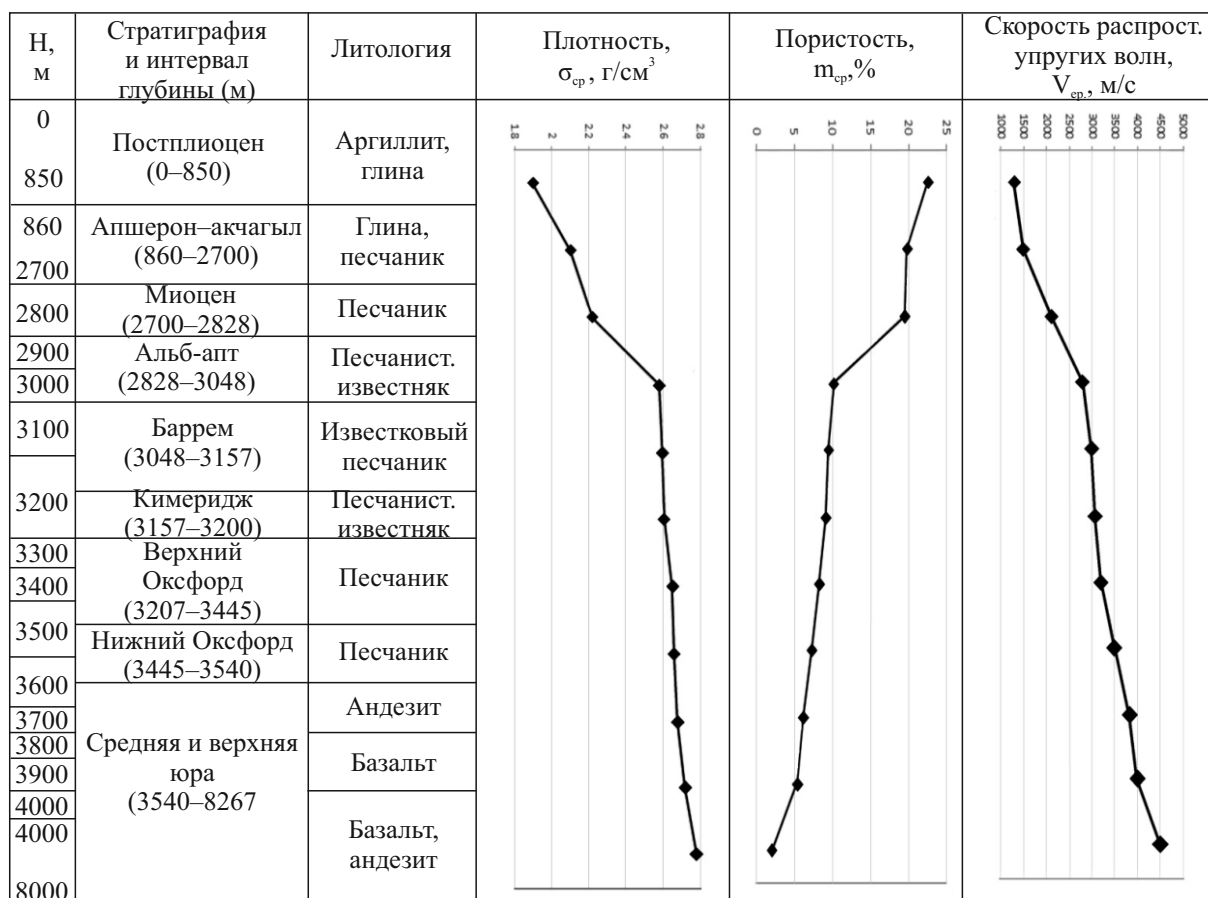 Н,
м
Стратиграфия
и интервал
глубины (м)
Литология
Плотность,
σср , г/см³
Пористость,
mср,%
Скорость распрост.
упругих волн,
Vер., м/с
1.8 2 2.2 2.4 2.6 2.8
0 5 10 15 20 25
1000 1500 2000 2500 3000 3500 4000 4500 5000
0
850
Постплиоцен
(0–850)
Аргиллит,
глина
860
2700
Апшерон–акчагыл
(860–2700)
Глина,
песчаник
2800
Миоцен
(2700–2828)
Песчаник
2900
3000
Альб-апт
(2828–3048)
Песчанист.
известняк
3100
Баррем
(3048–3157)
Известковый
песчаник
3200
Кимеридж
(3157–3200)
Песчанист.
известняк
3300
3400
Верхний
Оксфорд
(3207–3445)
Песчаник
3500
Нижний Оксфорд
(3445–3540)
Песчаник
3600
3700
3800
3900
4000
4000
8000
Средняя и верхняя
юра
(3540–8267
Андезит
Базальт
Базальт,
андезит